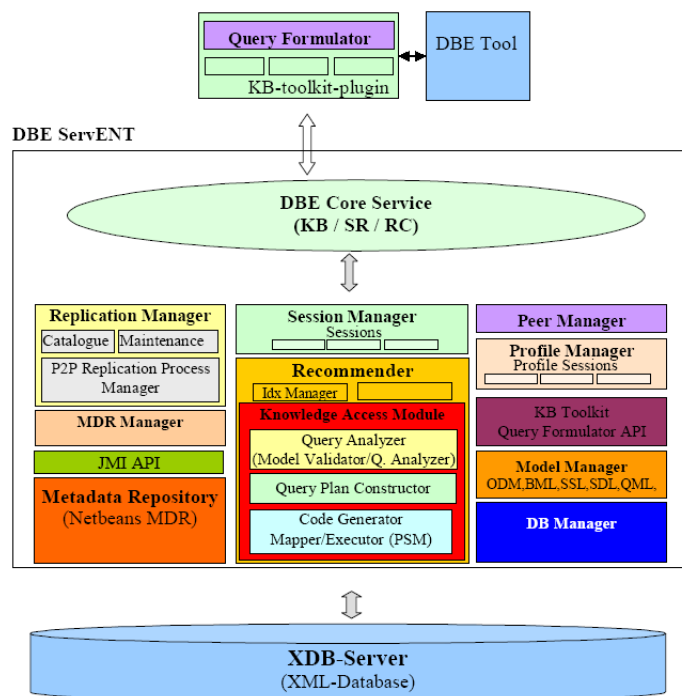 Query Formulator
KB-toolkit-plugin
DBE Tool
DBE ServENT
DBE Core Service
(KB / SR / RC)
Replication Manager
Catalogue
Maintenance
P2P Replication Process
Manager
MDR Manager
JMI API
Metadata Repository
(Netbeans MDR)
Session Manager
Sessions
Recommender
Idx Manager
Knowledge Access Module
Query Analyzer
(Model Validator/Q. Analyzer)
Query Plan Constructor
Code Generator
Mapper/Executor (PSM)
Peer Manager
Profile Manager
Profile Sessions
KB Toolkit
Query Formulator API
Model Manager
ODM,BML,SSL,SDL,QML,
DB Manager
XDB-Server
(XML-Database)